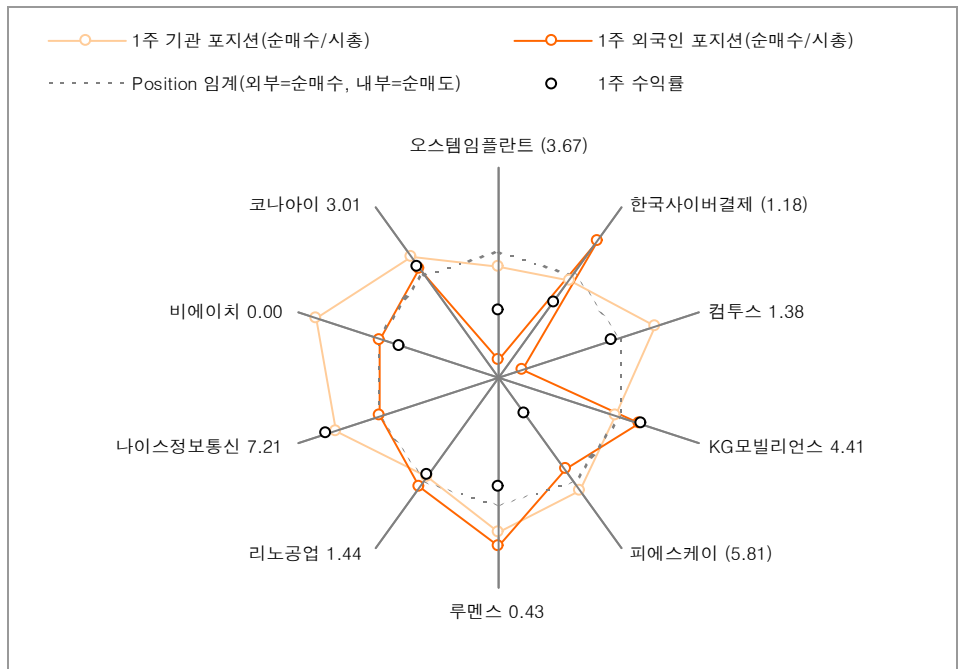 1주 기관 포지션(순매수/시총)
1주 외국인 포지션(순매수/시총)
Position 임계(외부=순매수, 내부=순매도)
1주 수익률
오스템임플란트 (3.67)
코나아이 3.01
한국사이버결제 (1.18)
비에이치 0.00
컴투스 1.38
나이스정보통신 7.21
KG모빌리언스 4.41
리노공업 1.44
피에스케이 (5.81)
루멘스 0.43